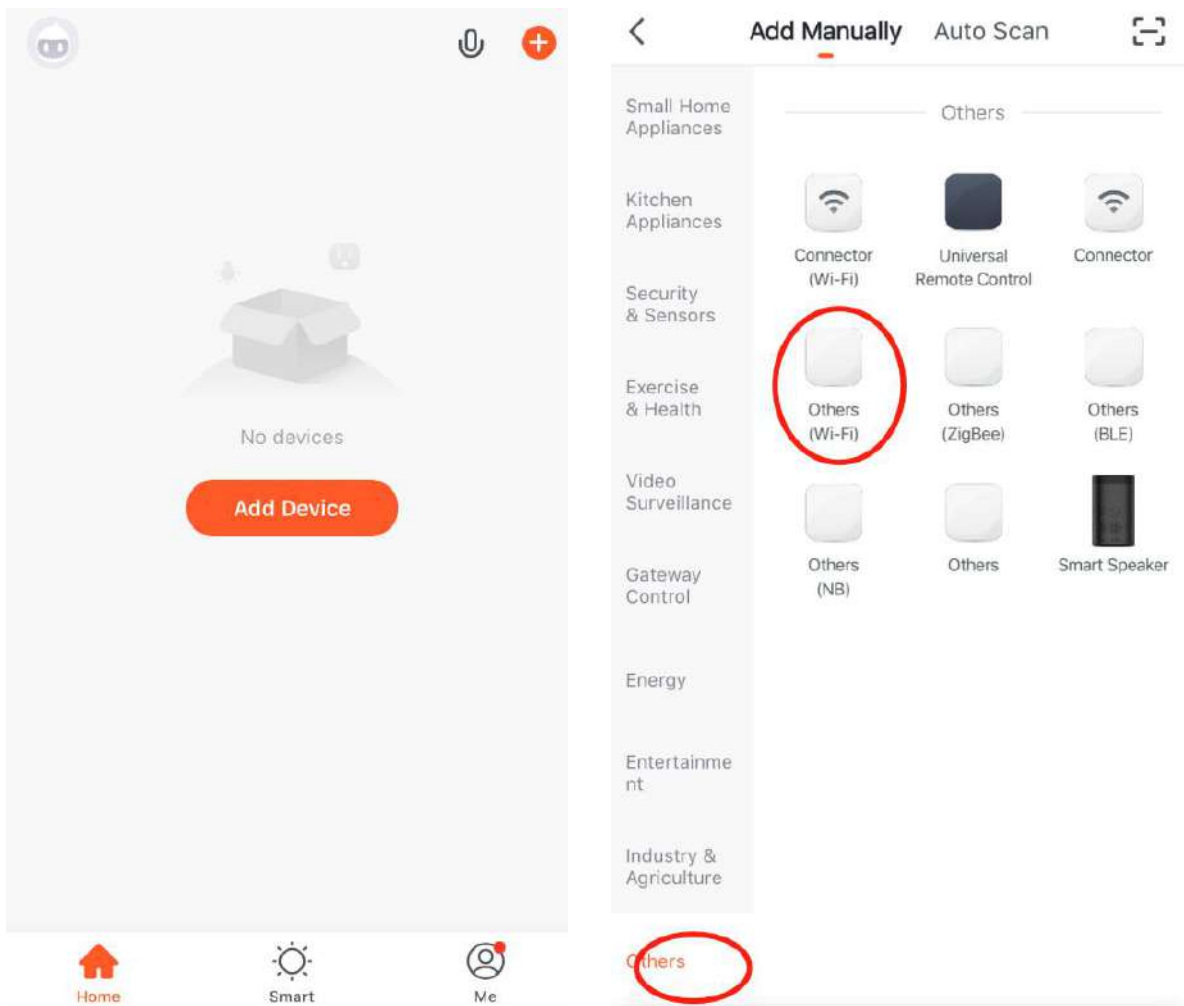 No devices
Add Device
Home
Smart
Me
Add Manually
Auto Scan
Small Home
Appliances
Kitchen
Appliances
Security
& Sensors
Exercise
& Health
Video
Surveillance
Gateway
Control
Energy
Entertainme
nt
Industry &
Agriculture
Others
Others
Connector
(Wi-Fi)
Universal
Remote Control
Connector
Others
(Wi-Fi)
Others
(ZigBee)
Others
(BLE)
Others
(NB)
Others
Smart Speaker